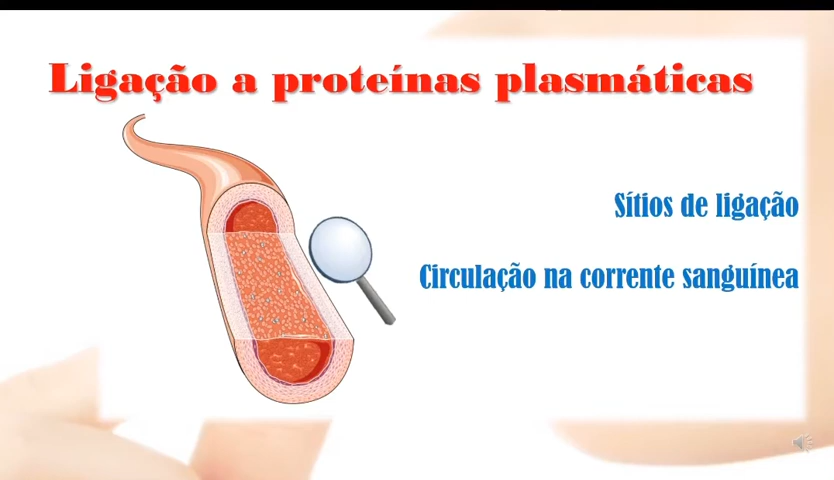 Ligação a proteínas plasmáticas
Sítios de ligação
Circulação na corrente sanguínea